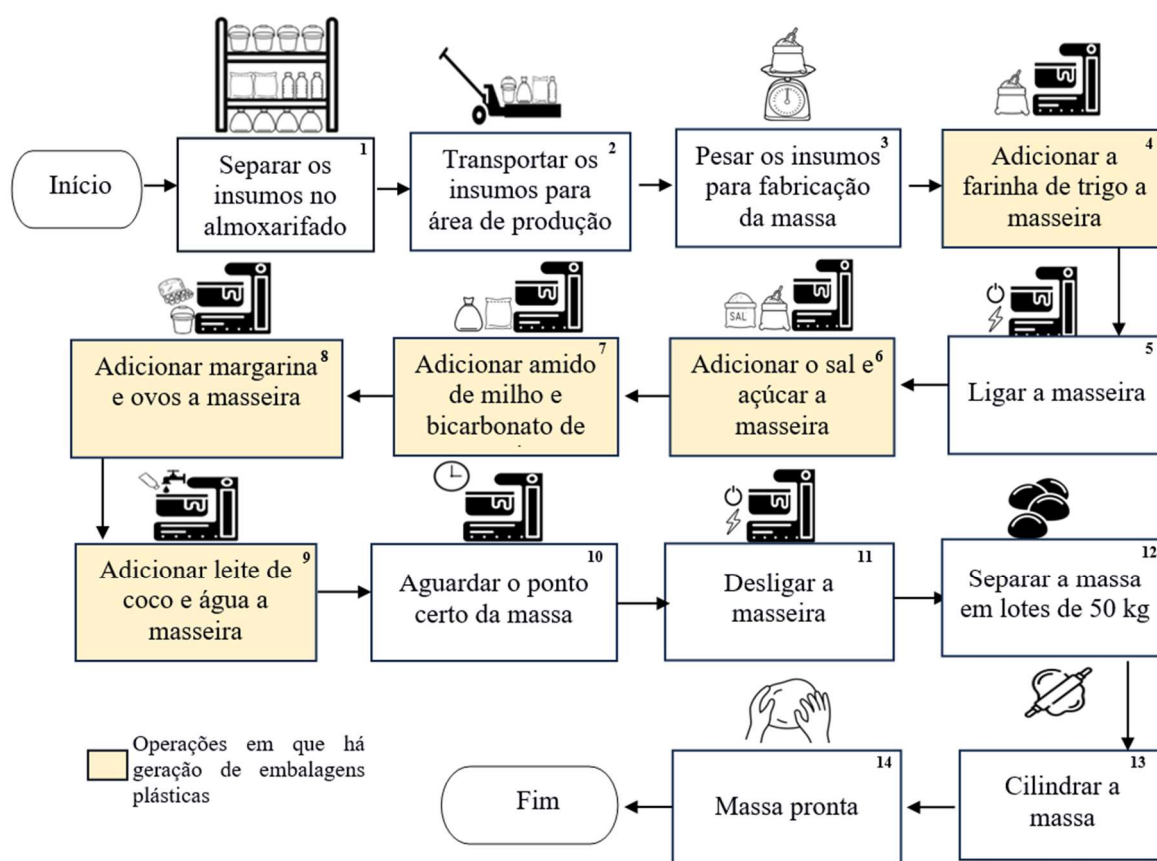 Início
1
Separar os
insumos no
almoxarifado
2
Transportar os
insumos para
área de produção
3
Pesar os insumos
para fabricação
da massa
4
Adicionar a
farinha de trigo a
masseira
5
Ligar a masseira
SAL
6
Adicionar o sal e
açúcar a
masseira
7
Adicionar amido
de milho e
bicarbonato de
8
Adicionar margarina
e ovos a masseira
9
Adicionar leite de
coco e água a
masseira
10
Aguardar o ponto
certo da massa
11
Desligar a
masseira
12
Separar a massa
em lotes de 50 kg
13
Cilindrar a
massa
14
Massa pronta
Fim
Operações em que há
geração de embalagens
plásticas